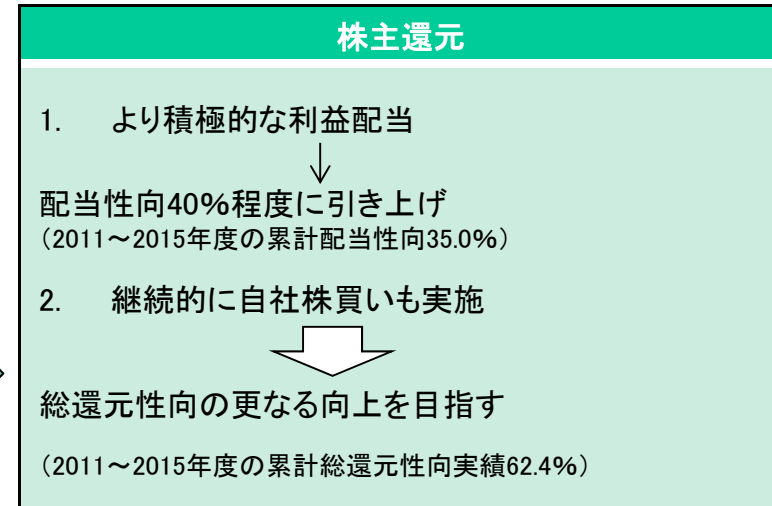 株主還元
1. より積極的な利益配当
配当性向40%程度に引き上げ
(2011～2015年度の累計配当性向35.0%)
2. 継続的に自社株買いも実施
総還元性向の更なる向上を目指す
(2011～2015年度の累計総還元性向実績62.4%)